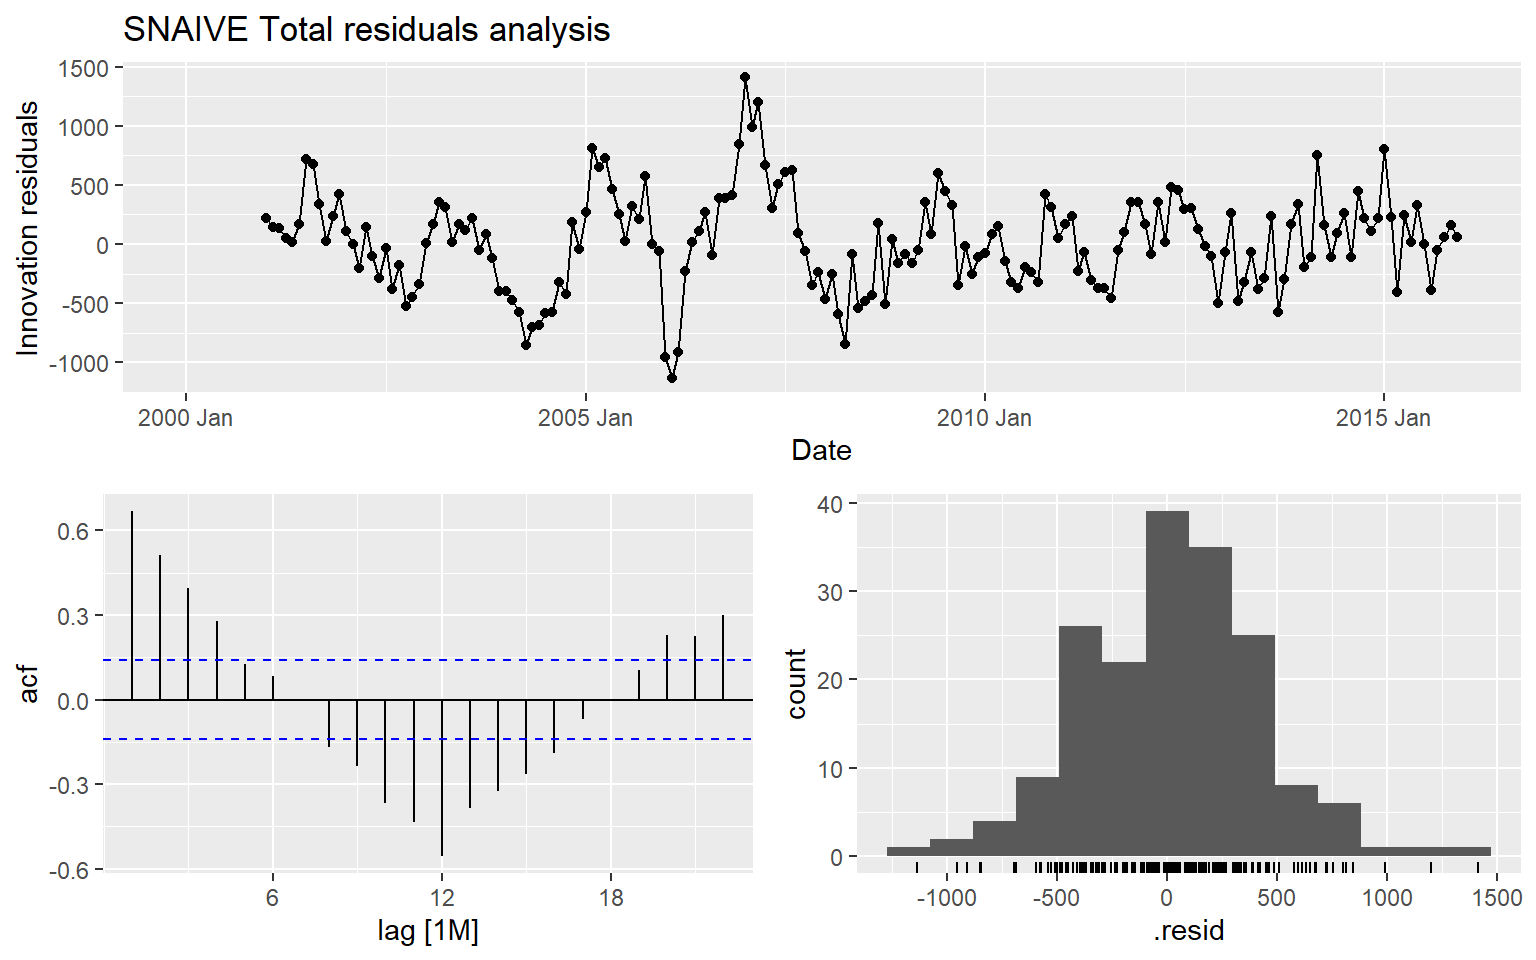 SNAIVE Total residuals analysis
Innovation residuals
1500
1000
500
0
-500
-1000
2000 Jan 2005 Jan 2010 Jan 2015 Jan
Date
acf
0.6
0.3
0.0
-0.3
-0.6
6 12 18
lag [1M]
count
40
30
20
10
0
-1000 -500 0 500 1000 1500
.resid